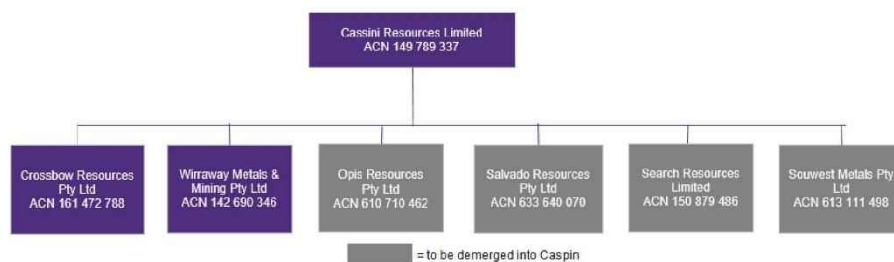 Cassini Resources Limited
ACN 149 789 337
Crossbow Resources
Pty Ltd
ACN 161 472 788
Wirraway Metals &
Mining Pty Ltd
ACN 142 690 346
Opis Resources
Pty Ltd
ACN 610 710 462
Salvado Resources
Pty Ltd
ACN 633 640 070
Search Resources
Limited
ACN 150 879 486
Souwest Metals Pty
Ltd
ACN 613 111 498
= to be demerged into Caspin